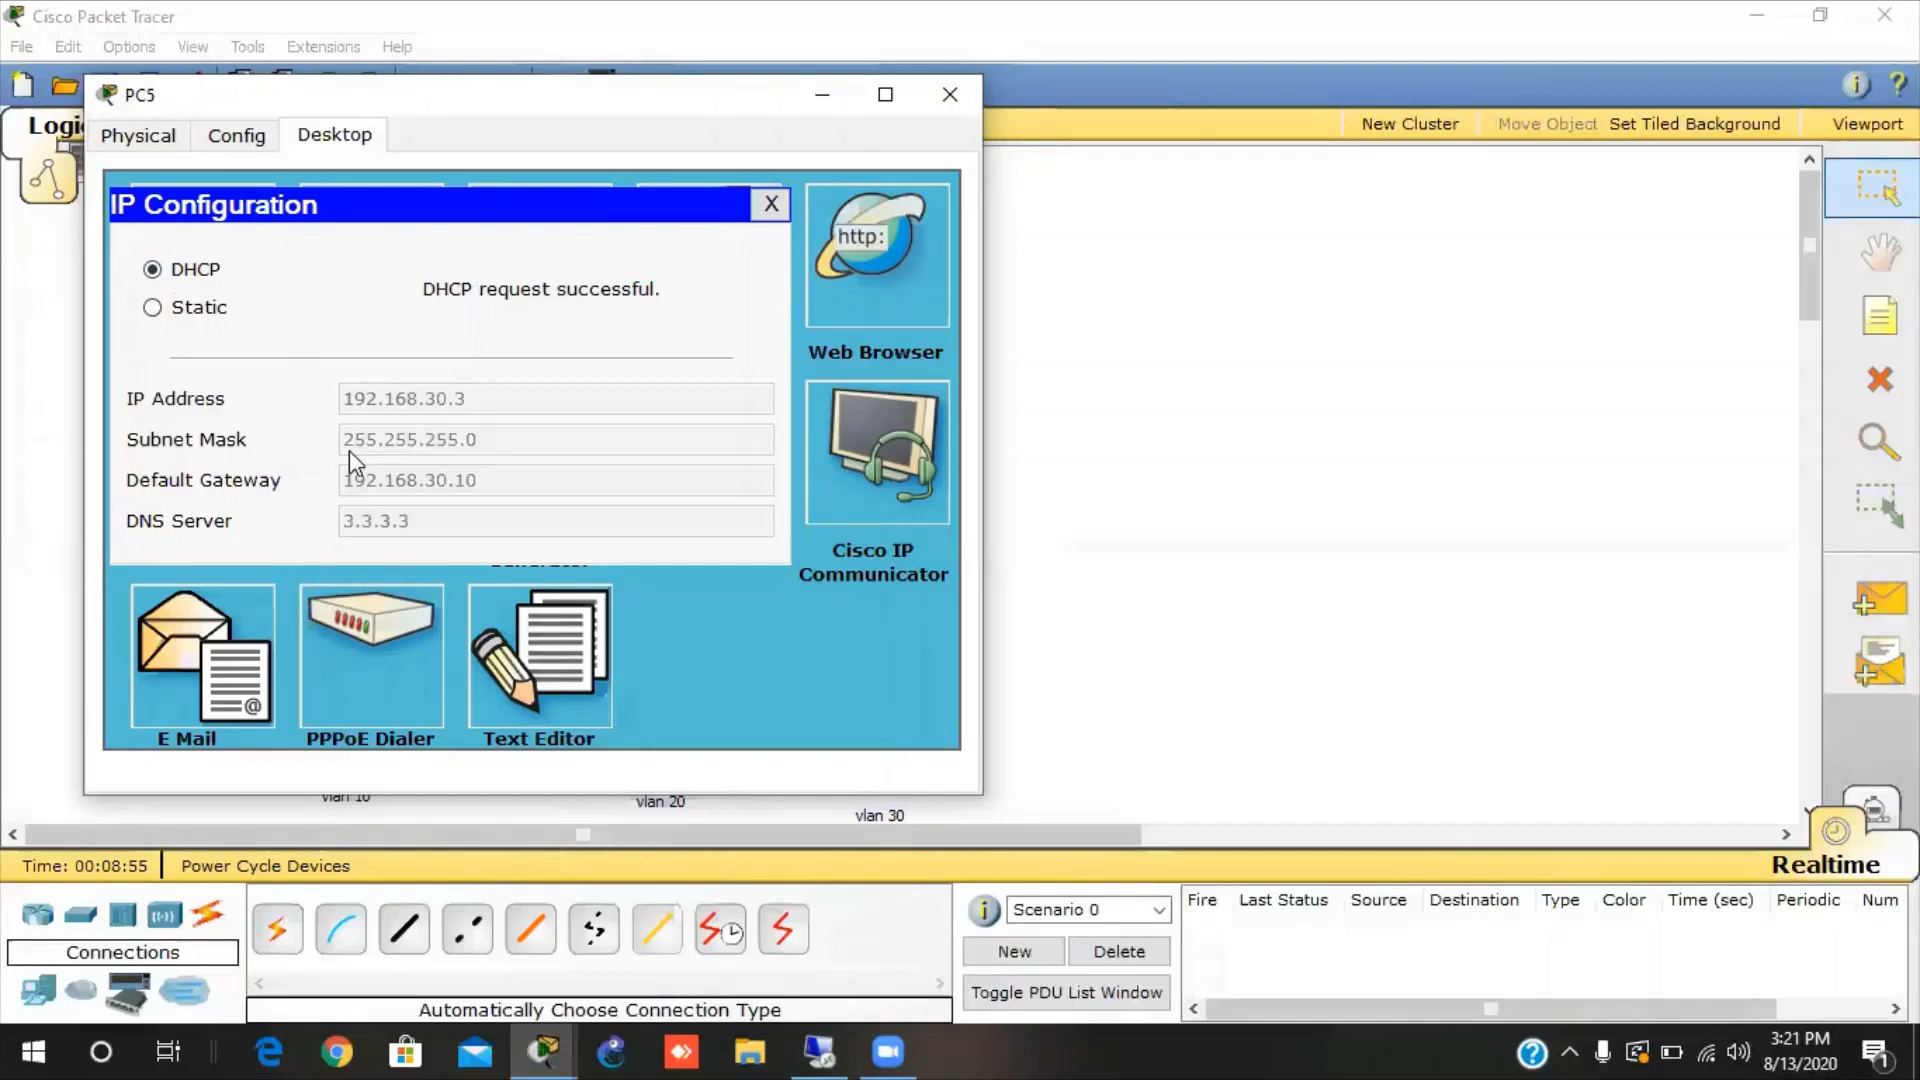 Cisco Packet Tracer
File Edit Options View Tools Extensions Help
PC5
Logi
New Cluster Move Object Set Tiled Background Viewport
Physical Config Desktop
IP Configuration X
http:
DHCP
DHCP request successful.
Static
Web Browser
IP Address 192.168.30.3
Subnet Mask 255.255.255.0
Default Gateway 192.168.30.10
DNS Server 3.3.3.3
Cisco IP
Communicator
@
E Mail PPPoE Dialer Text Editor
vlan 10
vlan 20
vlan 30
Time: 00:08:55 Power Cycle Devices
Realtime
Scenario 0
Fire Last Status Source Destination Type Color Time (sec) Periodic Num
Connections
New Delete
Toggle PDU List Window
Automatically Choose Connection Type
3:21 PM
8/13/2020
1